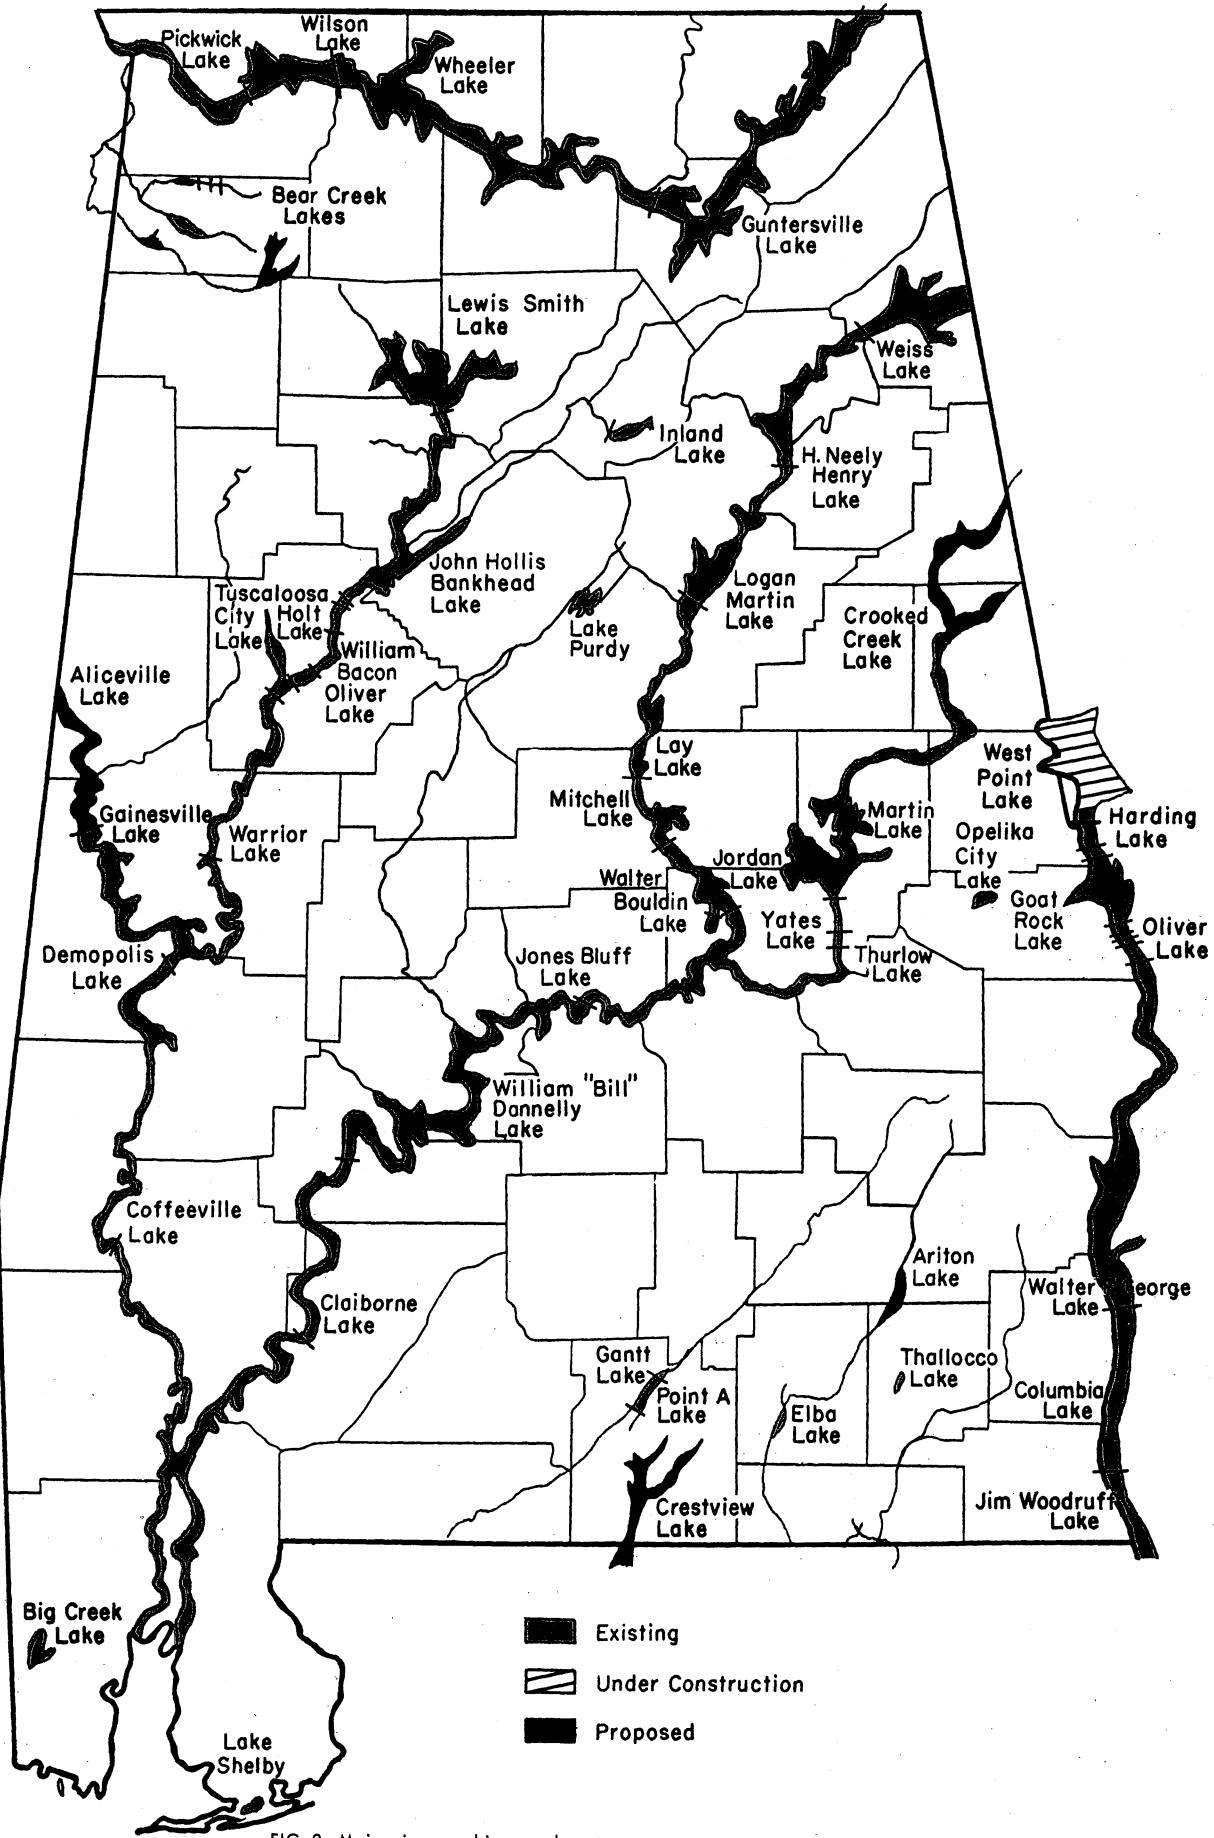 Pickwick
Lake
Wilson
Lake
Wheeler
Lake
Bear Creek
Lakes
Guntersville
Lake
Lewis Smith
Lake
Weiss
Lake
Inland
Lake
H. Neely
Henry
Lake
John Hollis
Bankhead
Lake
Tuscaloosa
City
Lake
Holt
Lake
Lake
Purdy
Logan
Martin
Lake
Crooked
Creek
Lake
William
Bacon
Oliver
Lake
Aliceville
Lake
Lay
Lake
West
Point
Lake
Mitchell
Lake
Gainesville
Lake
Warrior
Lake
Martin
Lake
Harding
Lake
Opelika
City
Lake
Jordan
Lake
Walter
Bouldin
Lake
Goat
Rock
Lake
Yates
Lake
Oliver
Lake
Demopolis
Lake
Jones Bluff
Lake
Thurlow
Lake
William "Bill"
Dannelly
Lake
Coffeeville
Lake
Ariton
Lake
Walter George
Lake
Claiborne
Lake
Gantt
Lake
Thallocco
Lake
Point A
Lake
Columbia
Lake
Elba
Lake
Crestview
Lake
Jim Woodruff
Lake
Big Creek
Lake
Existing
Under Construction
Proposed
Lake
Shelby